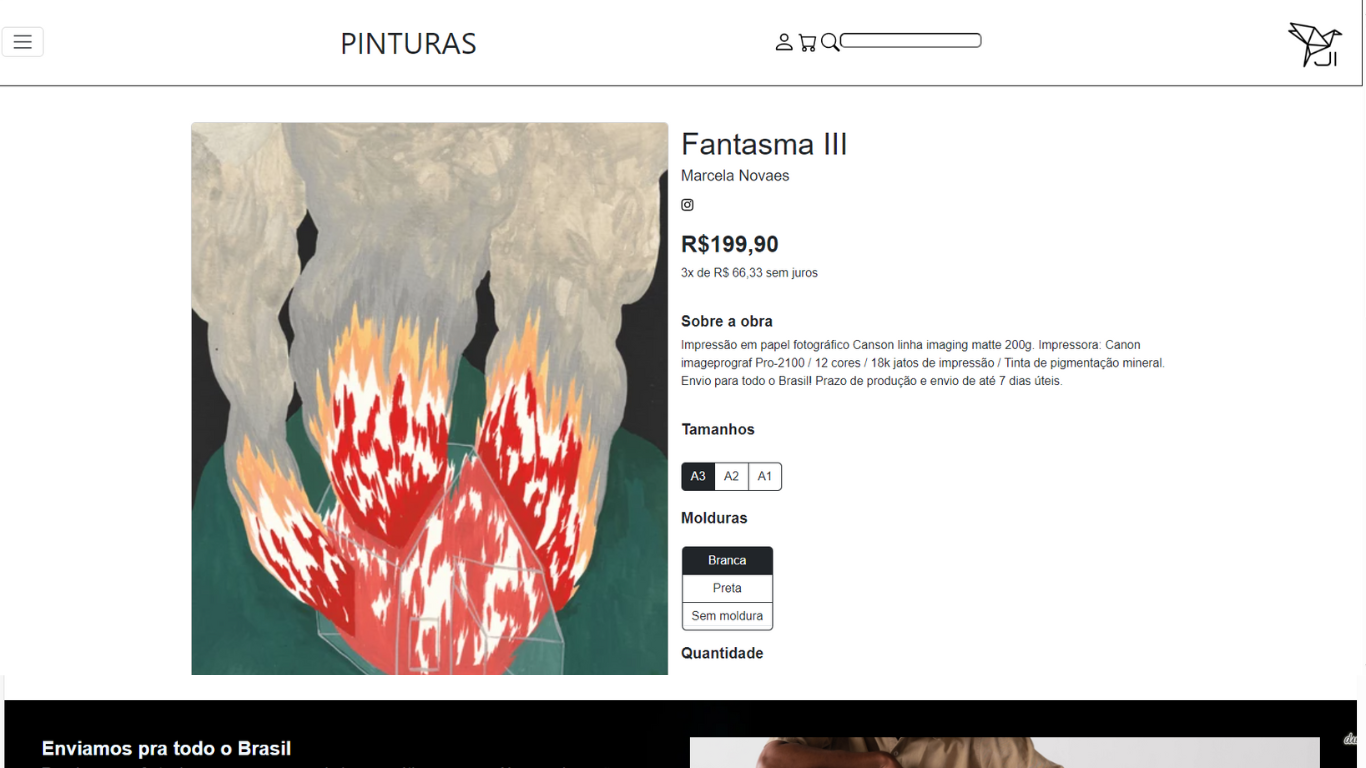 PINTURAS
JI
Fantasma III
Marcela Novaes
R$199,90
3x de R$ 66,33 sem juros
Sobre a obra
Impressão em papel fotográfico Canson linha imaging matte 200g. Impressora: Canon
imageprograf Pro-2100 / 12 cores / 18k jatos de impressão / Tinta de pigmentação mineral.
Envio para todo o Brasil! Prazo de produção e envio de até 7 dias úteis.
Tamanhos
A3 A2 A1
Molduras
Branca
Preta
Sem moldura
Quantidade
Enviamos pra todo o Brasil